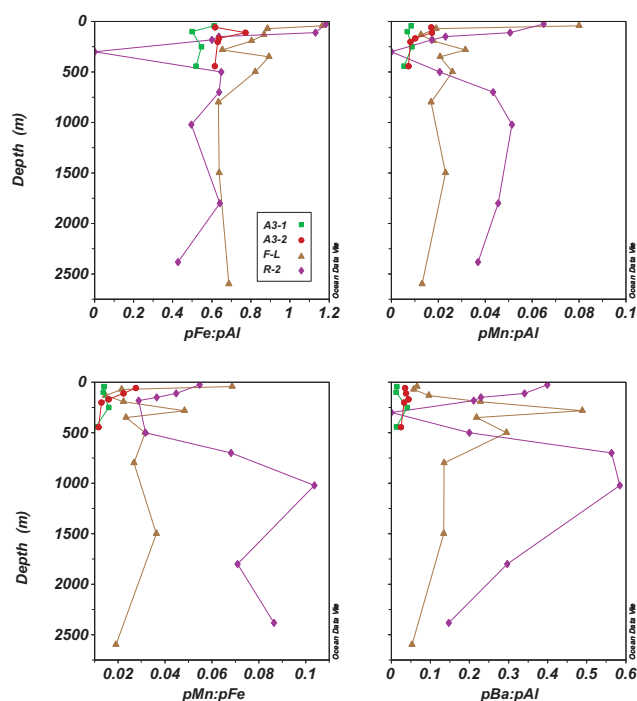 0
500
1000
1500
2000
2500
Depth (m)
0 0.2 0.4 0.6 0.8 1 1.2
pFe:pAl
A3-1
A3-2
F-L
R-2
Ocean Data Vie
0 0.02 0.04 0.06 0.08 0.1
pMn:pAl
Ocean Data Vie
0
500
1000
1500
2000
2500
Depth (m)
0.02 0.04 0.06 0.08 0.1
pMn:pFe
Ocean Data Vie
0 0.1 0.2 0.3 0.4 0.5 0.6
pBa:pAl
Ocean Data Vie